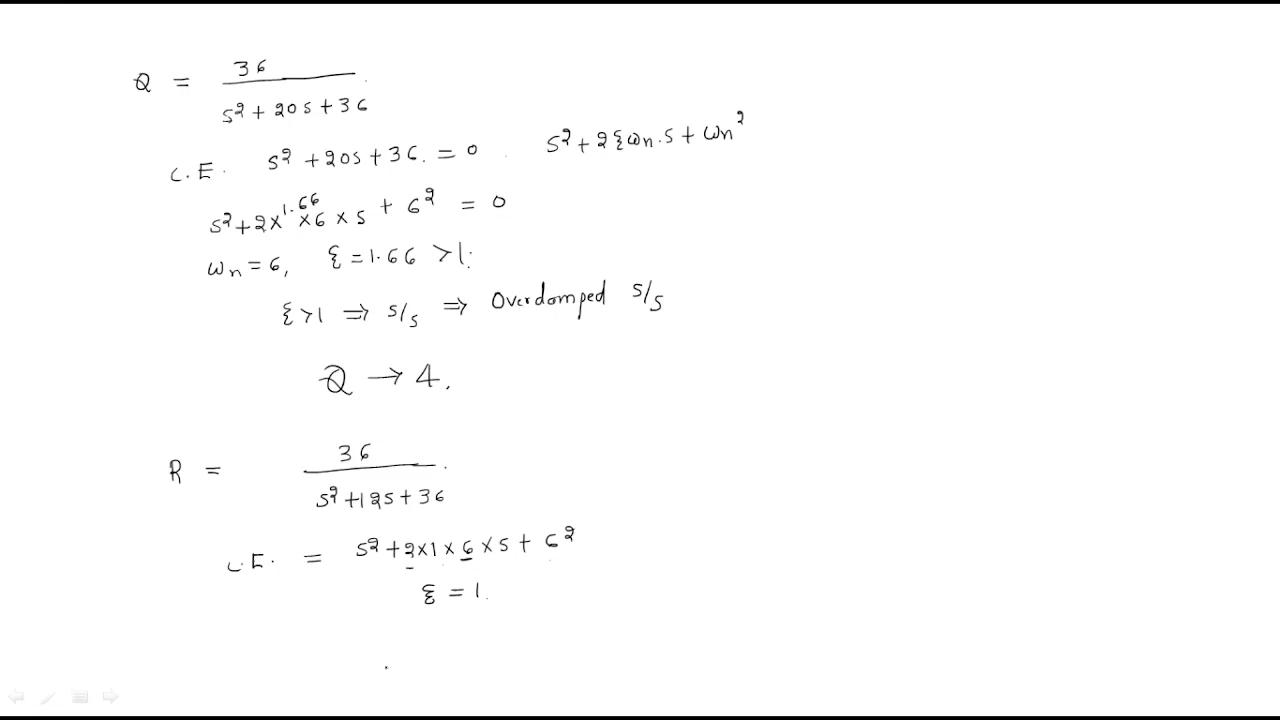 Q = 36 / s² + 20s + 36
C.E. s² + 20s + 36. = 0
s² + 2ξωn.s + ωn²
s² + 2 × 1.66 × 6 × s + 6² = 0
ωn = 6, ξ = 1.66 > 1.
ξ > 1 ⇒ s/s ⇒ Overdamped s/s
Q → 4.
R = 36 / s² + 12s + 36
C.E. = s² + 2 × 1 × 6 × s + 6²
ξ = 1.